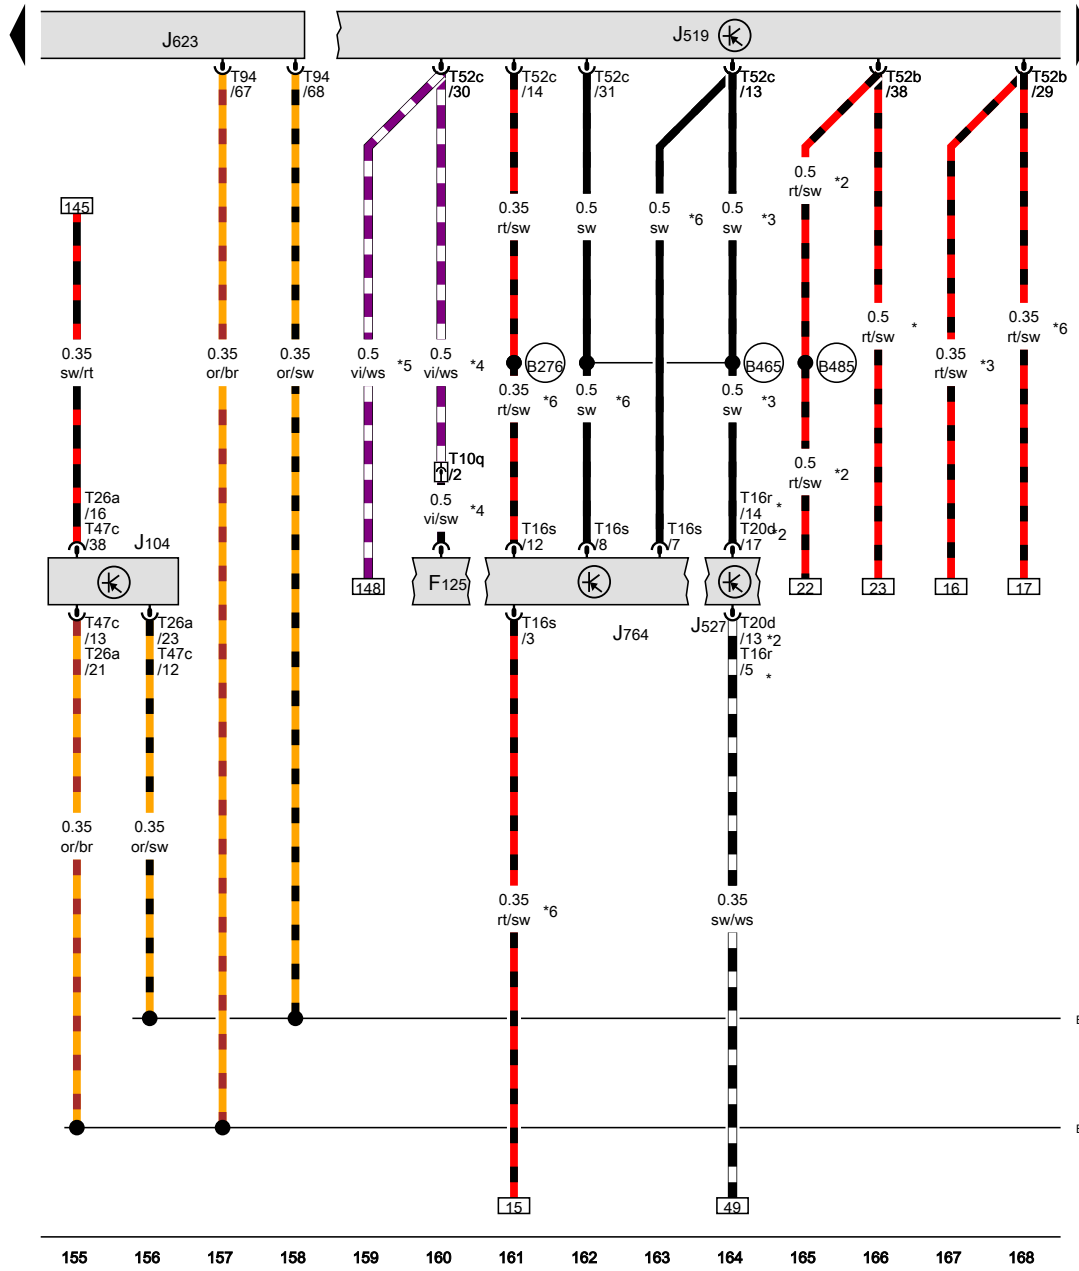 J623
J519
T94
/67
T94
/68
T52c
/30
T52c
/14
T52c
/31
T52c
/13
T52b
/38
T52b
/29
145
0.5
rt/sw *2
0.35
rt/sw
0.5
sw
0.5
sw *6
0.5
sw *3
0.35
sw/rt
0.35
or/br
0.35
or/sw
0.5
vi/ws *5
0.5
vi/ws *4
B276
B465
B485
0.5
rt/sw *
0.35
rt/sw *3
0.35
rt/sw *6
0.35
rt/sw *6
0.5
sw *6
0.5
sw *3
T10q
/2
0.5
vi/sw *4
0.5
rt/sw *2
T26a
/16
T47c
/38
J104
T16s
/12
T16s
/8
T16s
/7
T16r
/14 *
T20d *2
/17
148
F125
22
23
16
17
T47c
/13
T26a
/21
T26a
/23
T47c
/12
T16s
/3
J764
J527
T20d
/13 *2
T16r
/5 *
0.35
or/br
0.35
or/sw
0.35
rt/sw *6
0.35
sw/ws
15
49
155 156 157 158 159 160 161 162 163 164 165 166 167 168